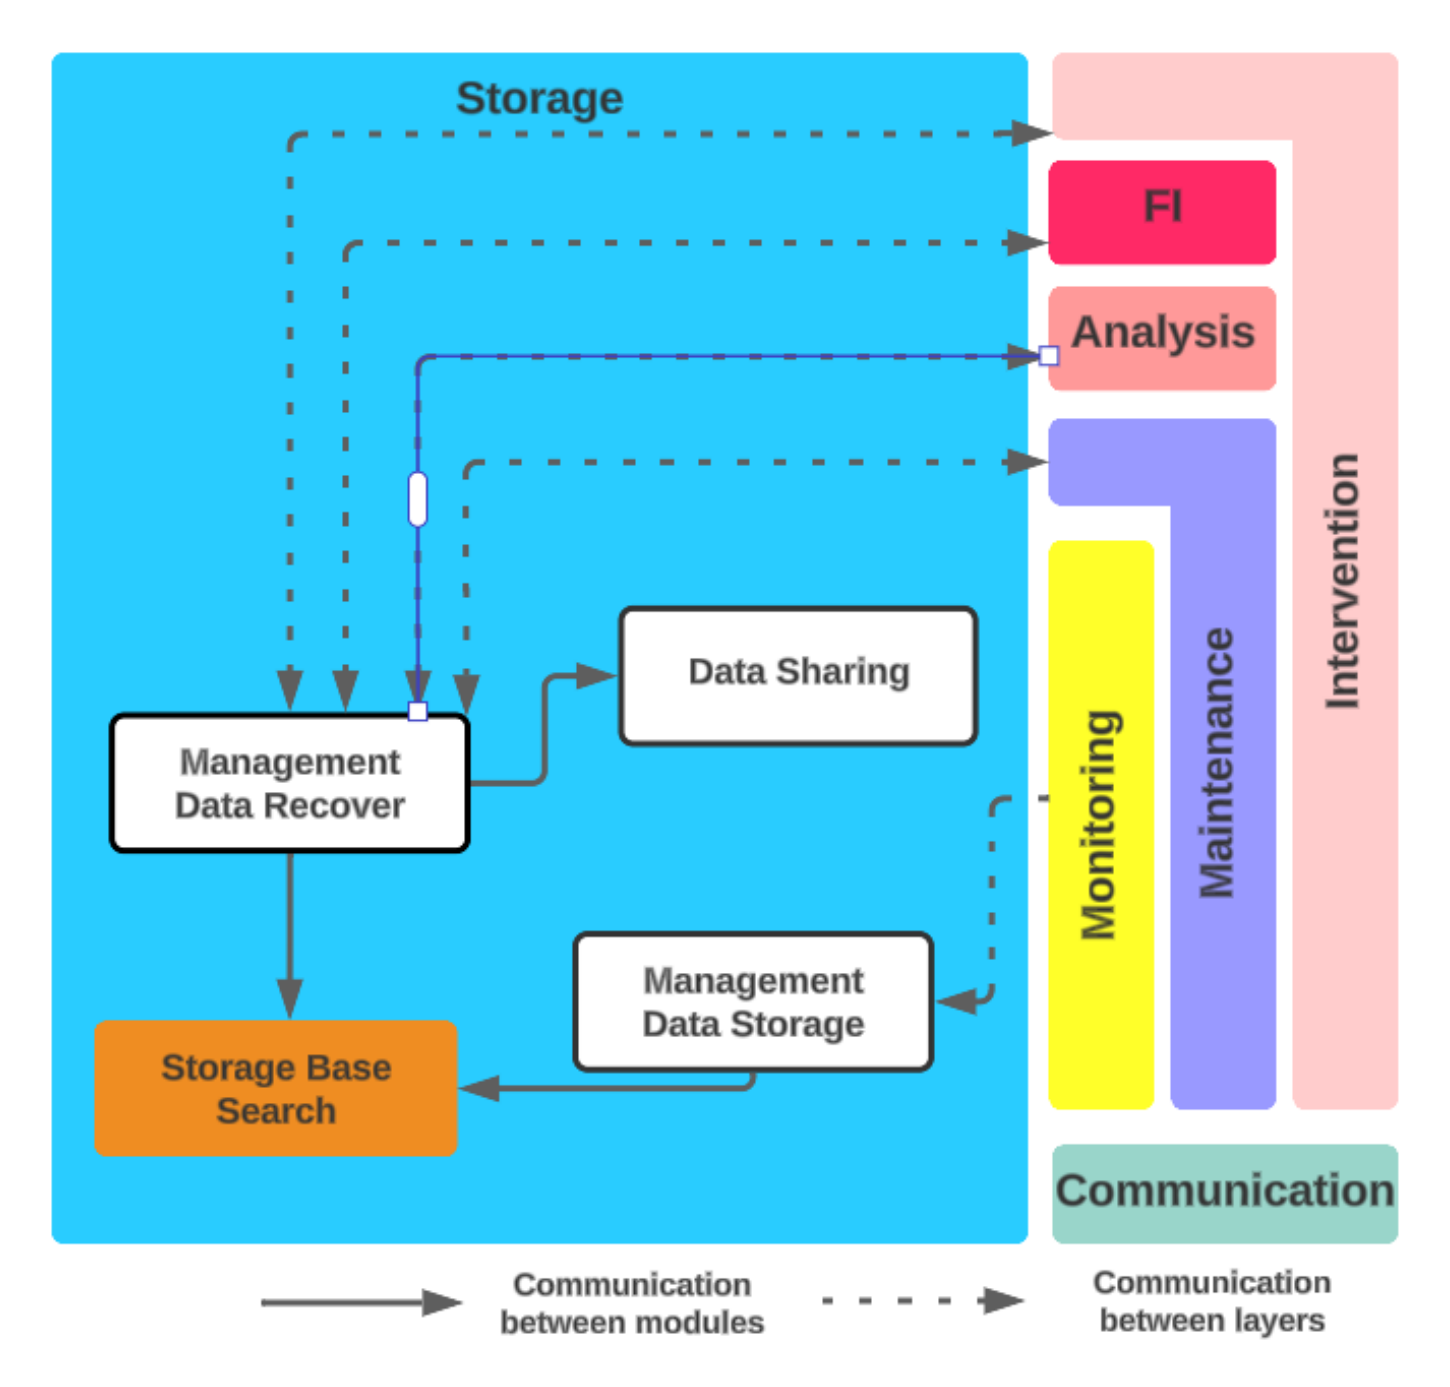 Storage
FI
Analysis
Intervention
Maintenance
Monitoring
Data Sharing
Management
Data Recover
Management
Data Storage
Storage Base
Search
Communication
Communication
between modules
Communication
between layers